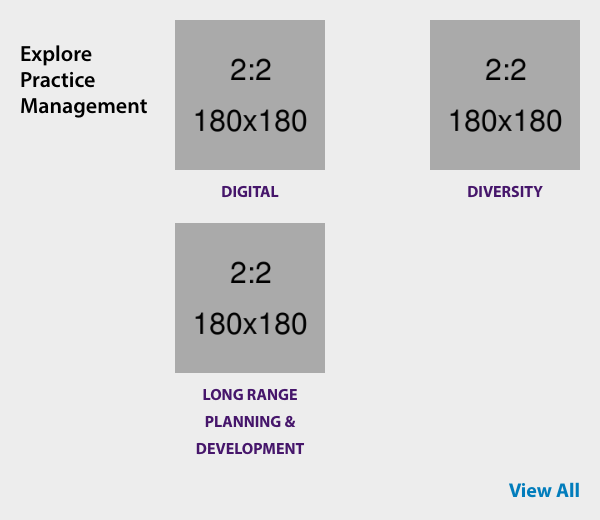 Explore
Practice
Management
2:2
180x180
DIGITAL
2:2
180x180
DIVERSITY
2:2
180x180
LONG RANGE
PLANNING &
DEVELOPMENT
View All